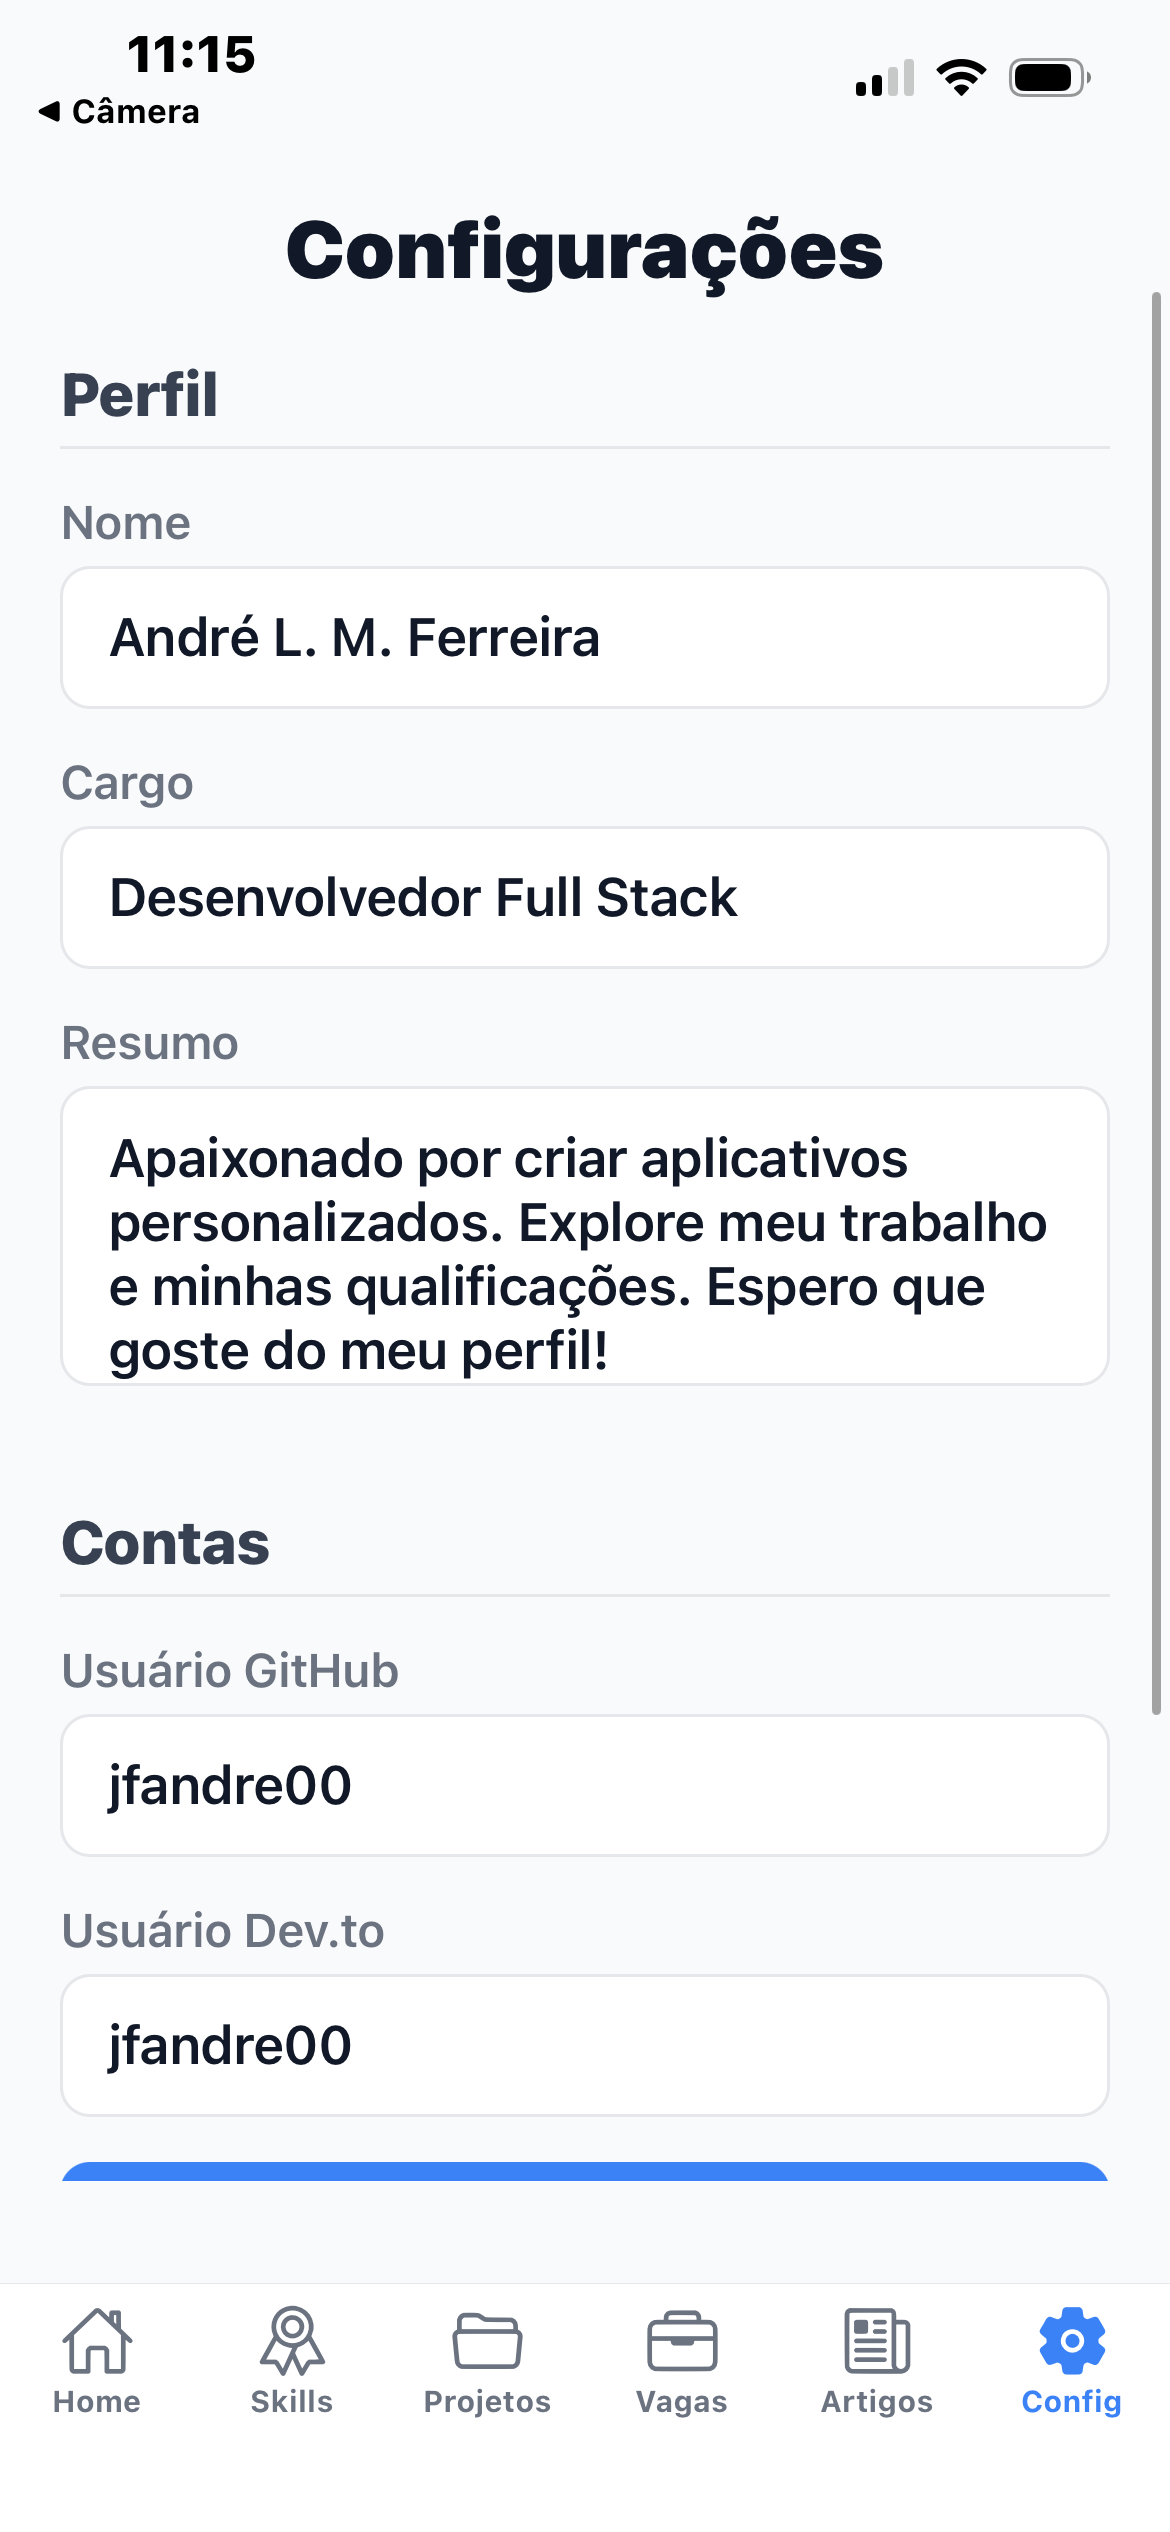 11:15
Câmera
Configurações
Perfil
Nome
André L. M. Ferreira
Cargo
Desenvolvedor Full Stack
Resumo
Apaixonado por criar aplicativos
personalizados. Explore meu trabalho
e minhas qualificações. Espero que
goste do meu perfil!
Contas
Usuário GitHub
jfandre00
Usuário Dev.to
jfandre00
Home Skills Projetos Vagas Artigos Config